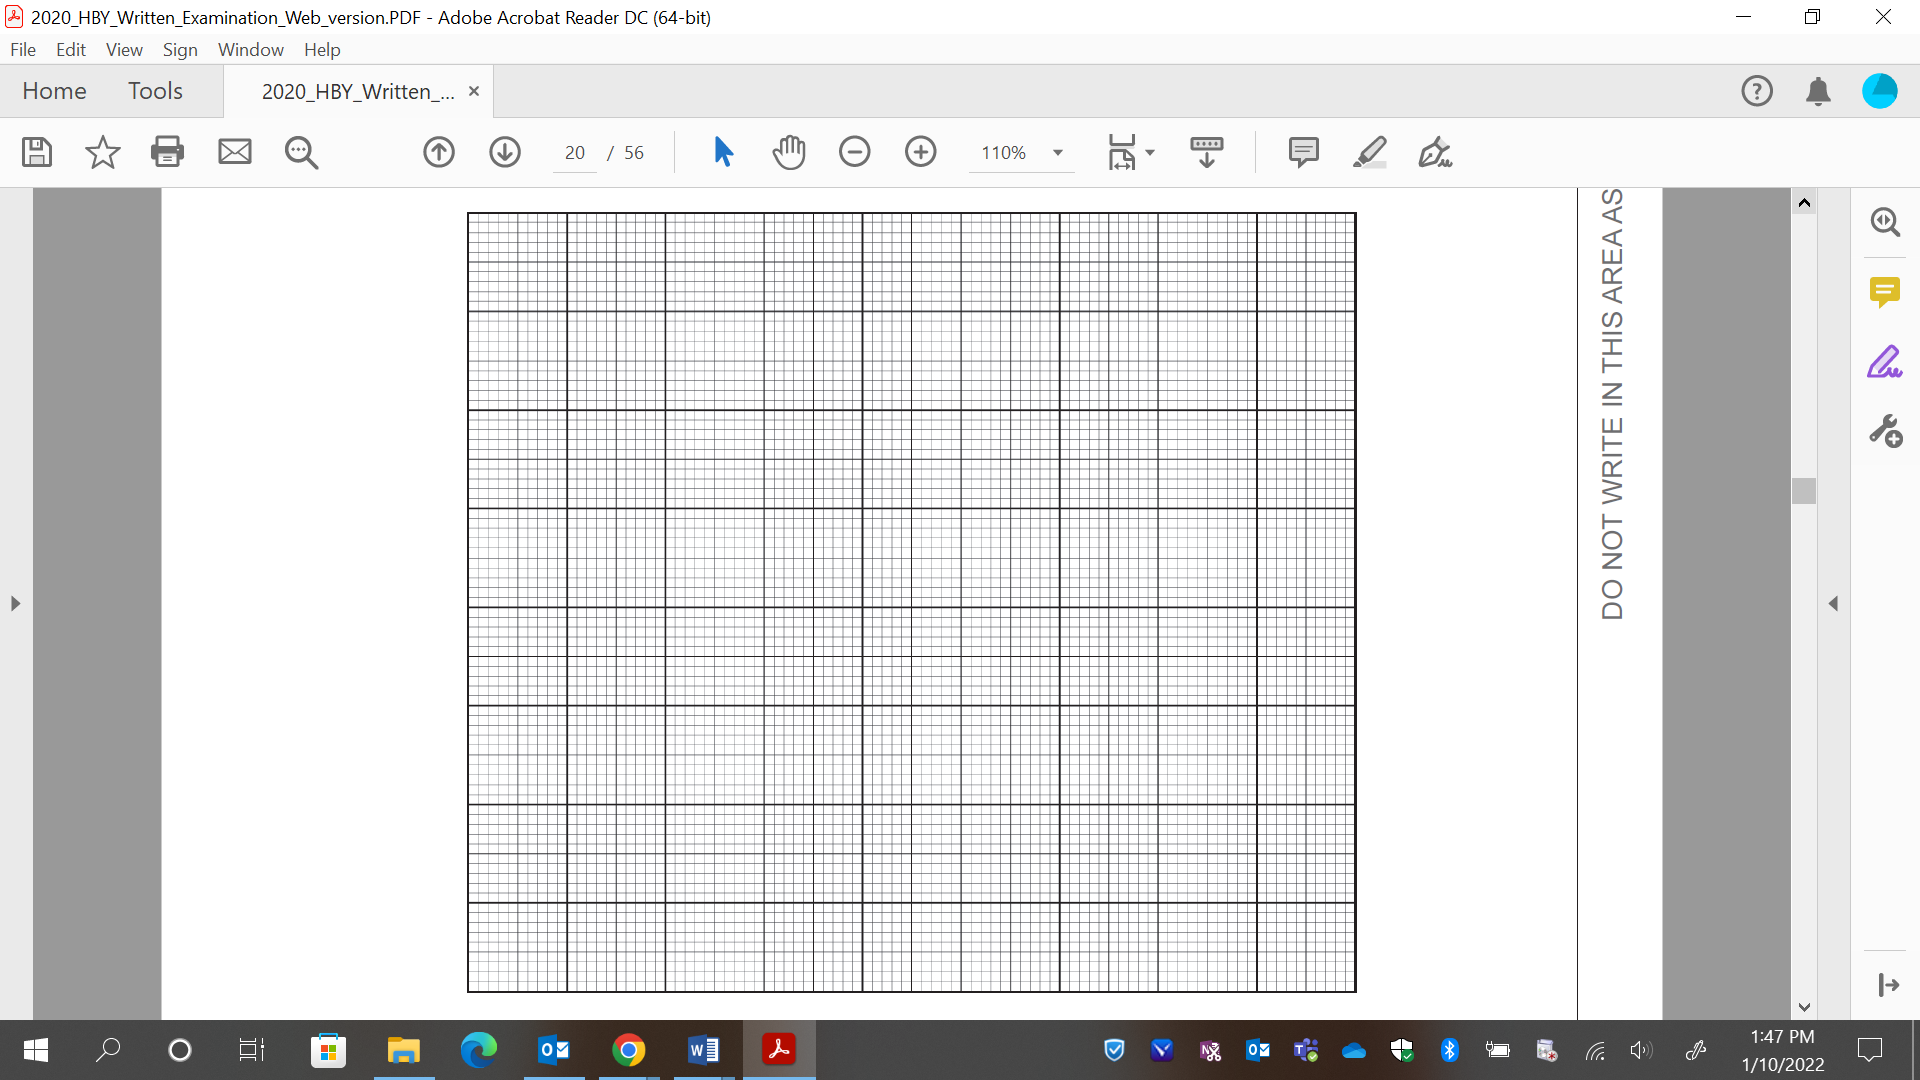 2020_HBY_Written_Examination_Web_version.PDF - Adobe Acrobat Reader DC (64-bit)
File Edit View Sign Window Help
Home Tools 2020_HBY_Written_... ×
20 / 56 110%
DO NOT WRITE IN THIS AREA AS
1:47 PM
1/10/2022